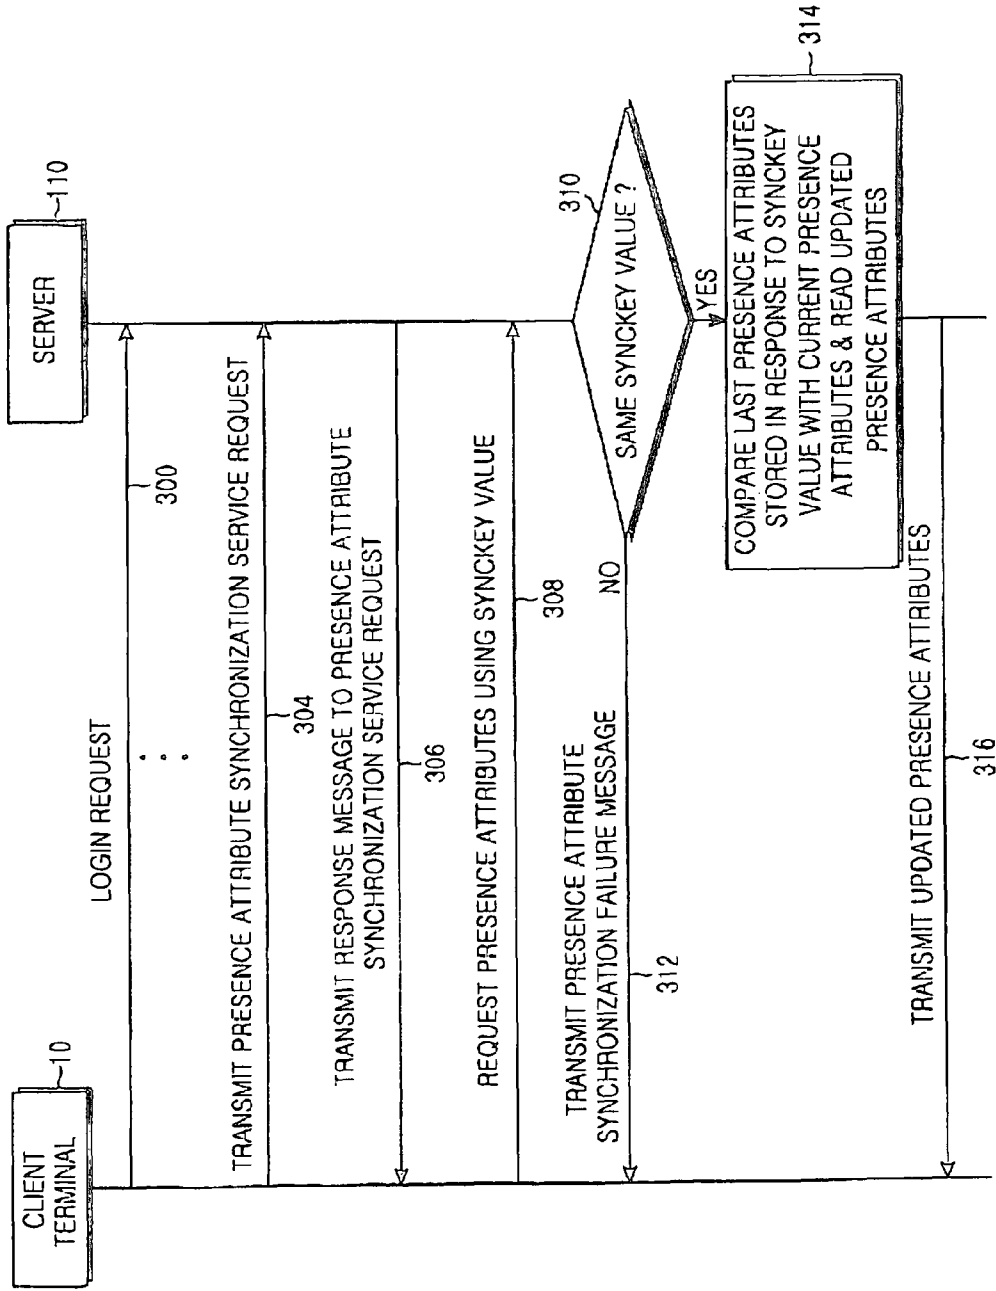 CLIENT
TERMINAL
10
SERVER
110
LOGIN REQUEST
300
TRANSMIT PRESENCE ATTRIBUTE SYNCHRONIZATION SERVICE REQUEST
304
TRANSMIT RESPONSE MESSAGE TO PRESENCE ATTRIBUTE
SYNCHRONIZATION SERVICE REQUEST
306
REQUEST PRESENCE ATTRIBUTES USING SYNCKEY VALUE
308
SAME SYNCKEY VALUE ?
310
NO
TRANSMIT PRESENCE ATTRIBUTE
SYNCHRONIZATION FAILURE MESSAGE
312
YES
COMPARE LAST PRESENCE ATTRIBUTES
STORED IN RESPONSE TO SYNCKEY
VALUE WITH CURRENT PRESENCE
ATTRIBUTES & READ UPDATED
PRESENCE ATTRIBUTES
314
TRANSMIT UPDATED PRESENCE ATTRIBUTES
316